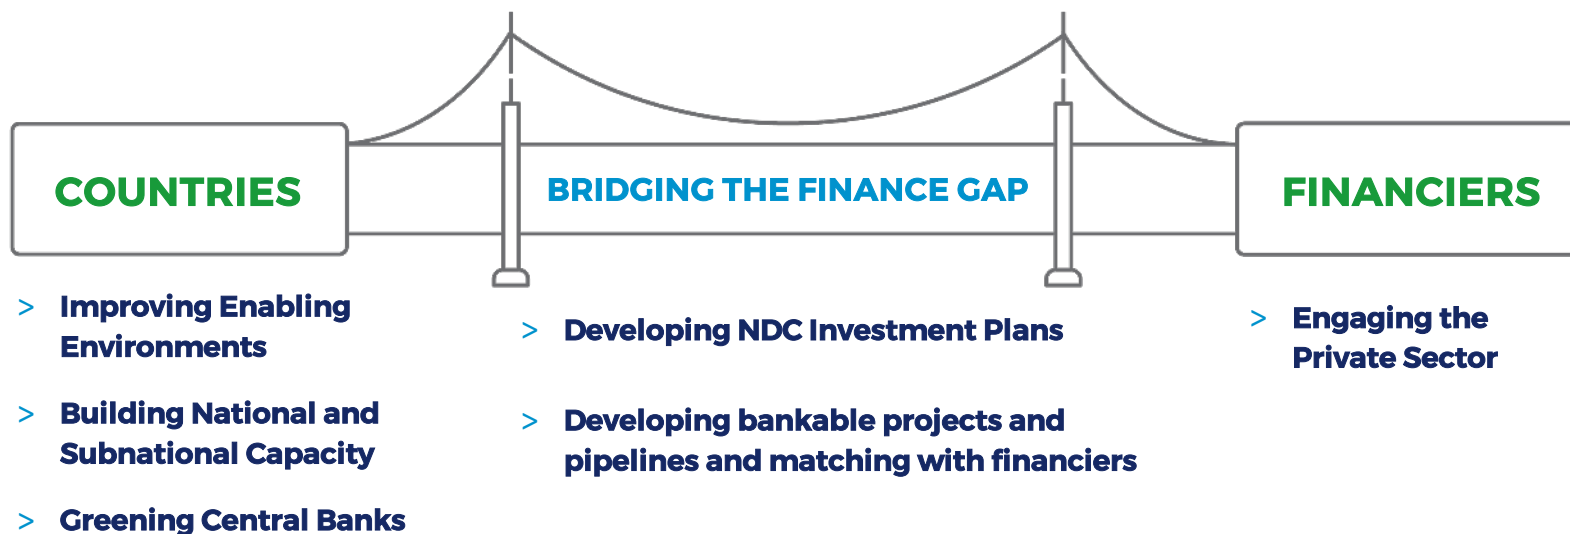 COUNTRIES
BRIDGING THE FINANCE GAP
FINANCIERS
> Improving Enabling
Environments
> Building National and
Subnational Capacity
> Greening Central Banks
> Developing NDC Investment Plans
> Developing bankable projects and
pipelines and matching with financiers
> Engaging the
Private Sector